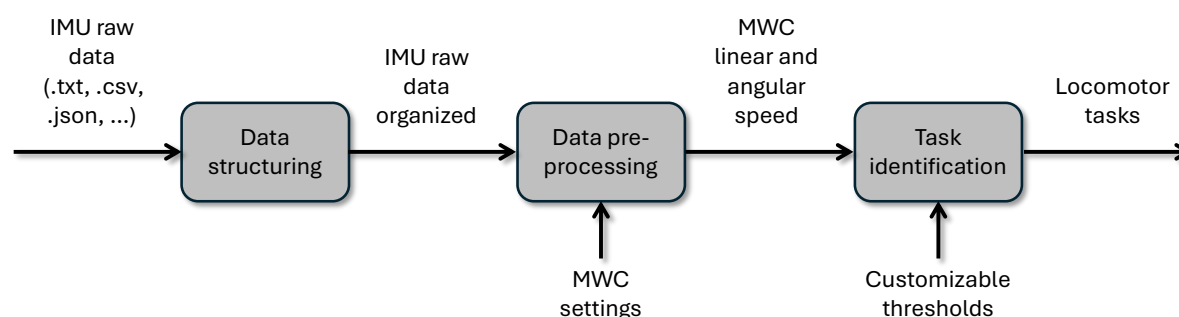 IMU raw
data
(.txt, .csv,
.json, ...)
Data
structuring
IMU raw
data
organized
Data pre-
processing
MWC
settings
MWC
linear and
angular
speed
Task
identification
Customizable
thresholds
Locomotor
tasks